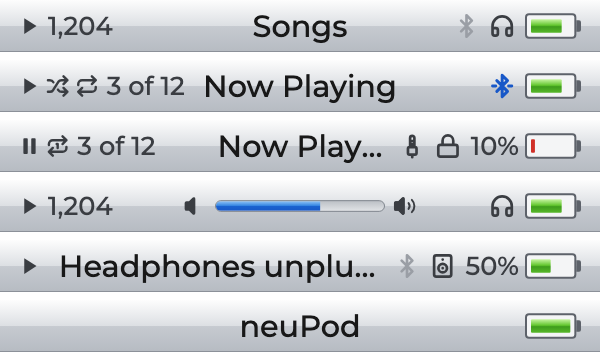 1,204 Songs
3 of 12 Now Playing
3 of 12 Now Play... 10%
1,204
Headphones unplu... 50%
neuPod